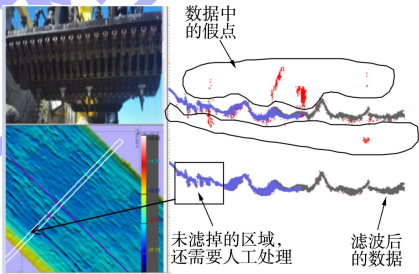 数据中
的假点
未滤掉的区域，
还需要人工处理
滤波后
的数据